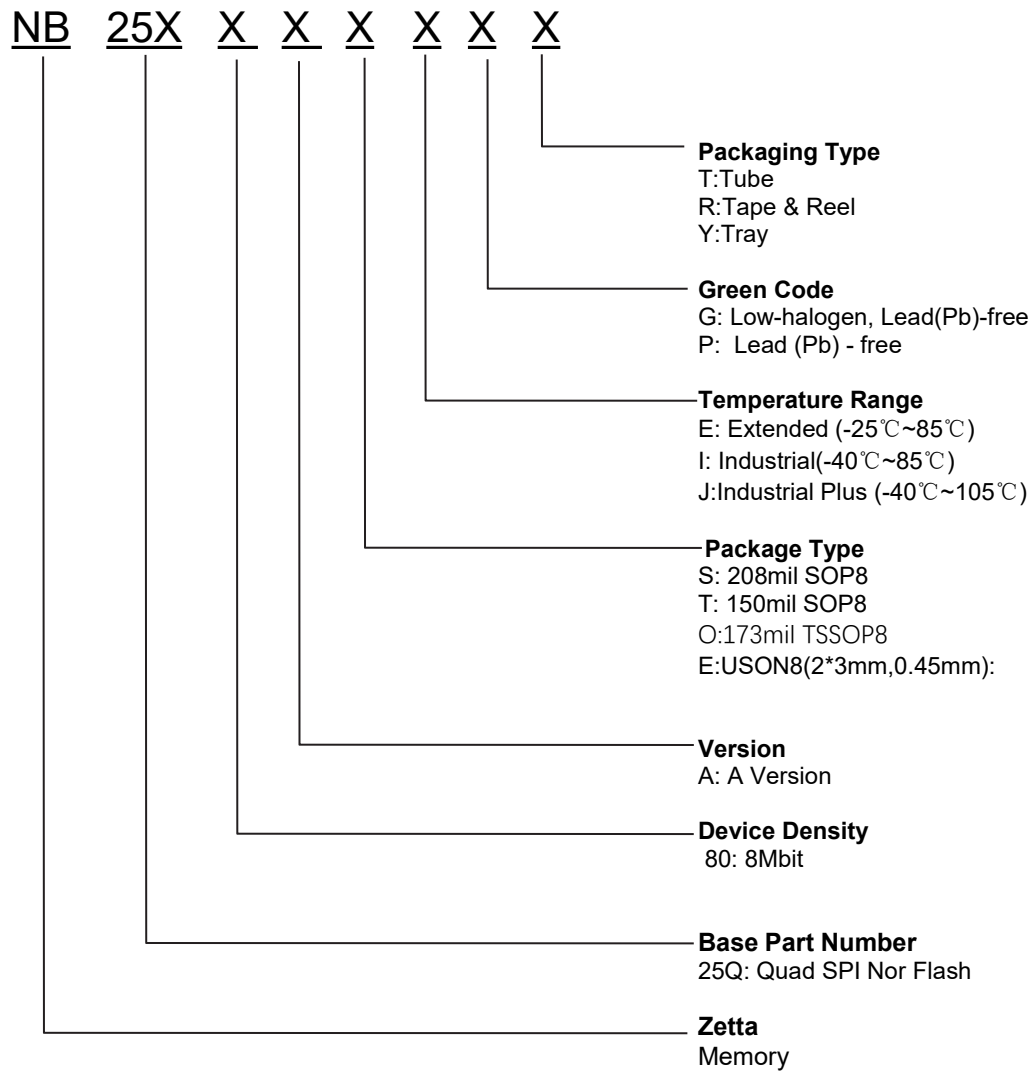 NB 25X X X X X X X
Packaging Type
T:Tube
R:Tape & Reel
Y:Tray
Green Code
G: Low-halogen, Lead(Pb)-free
P: Lead (Pb) - free
Temperature Range
E: Extended (-25℃~85℃)
I: Industrial(-40℃~85℃)
J:Industrial Plus (-40℃~105℃)
Package Type
S: 208mil SOP8
T: 150mil SOP8
O:173mil TSSOP8
E:USON8(2*3mm,0.45mm):
Version
A: A Version
Device Density
80: 8Mbit
Base Part Number
25Q: Quad SPI Nor Flash
Zetta
Memory